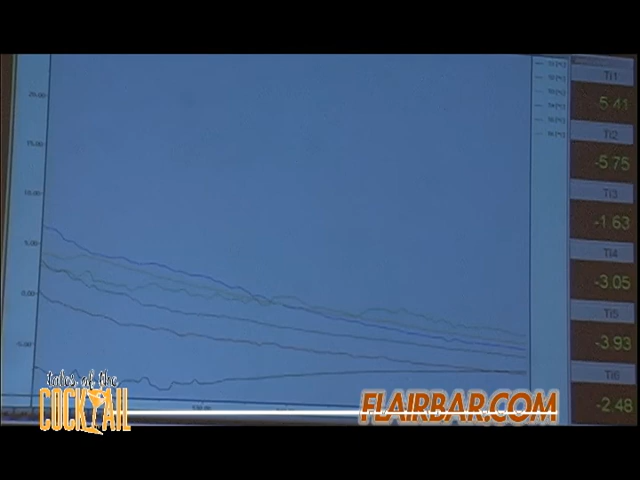 20.00
15.00
10.00
5.00
0.00
-5.00
Ti1
-5.41
Ti2
-5.75
Ti3
-1.63
Ti4
-3.05
Ti5
-3.93
Ti6
-2.48
tales of the
COCKTAIL
FLAIRBAR.COM